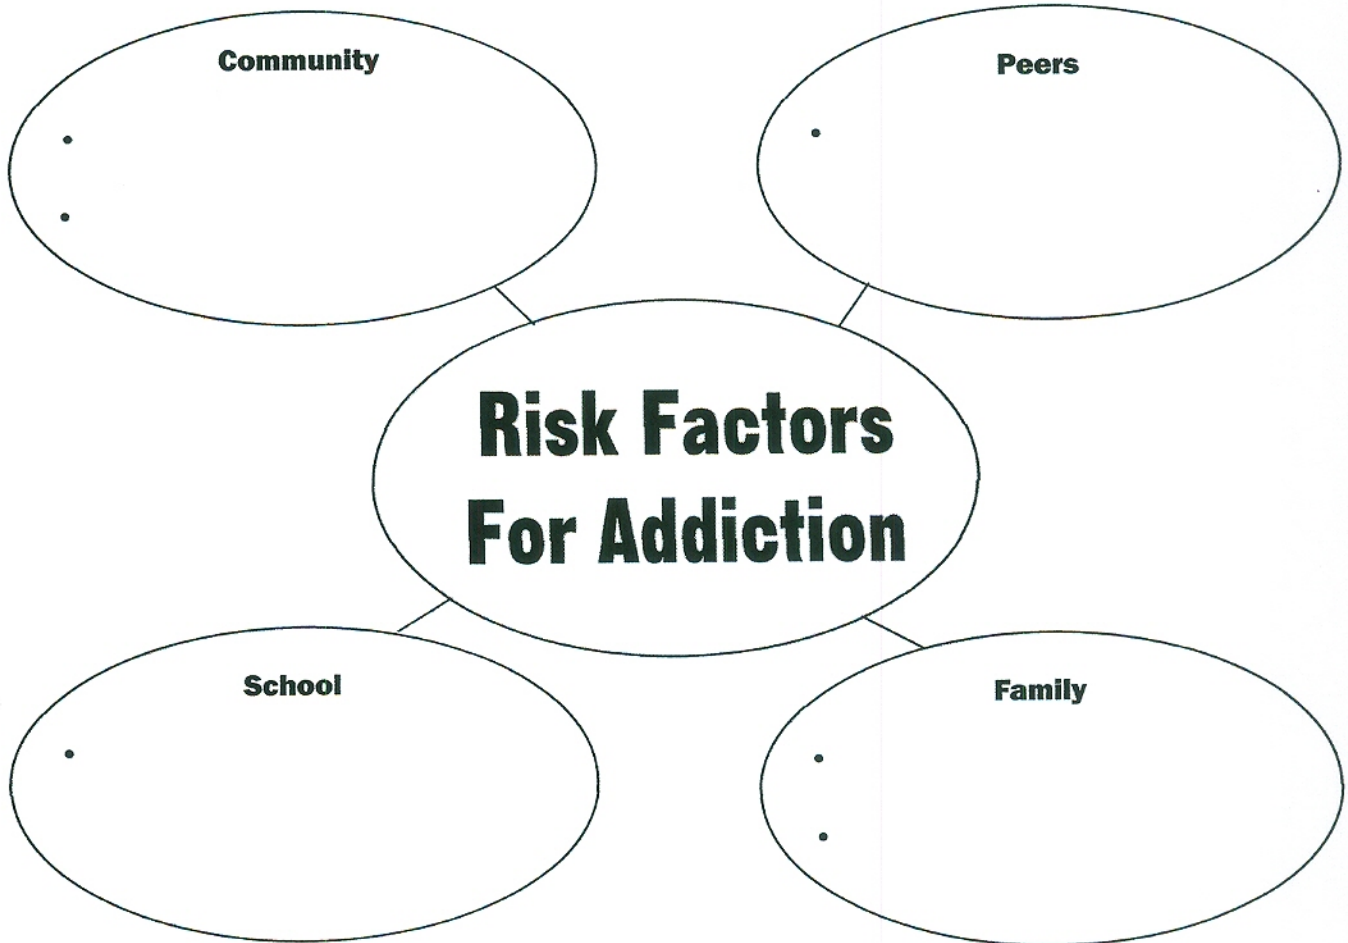 Community
•
•
Peers
•
Risk Factors
For Addiction
School
•
Family
•
•